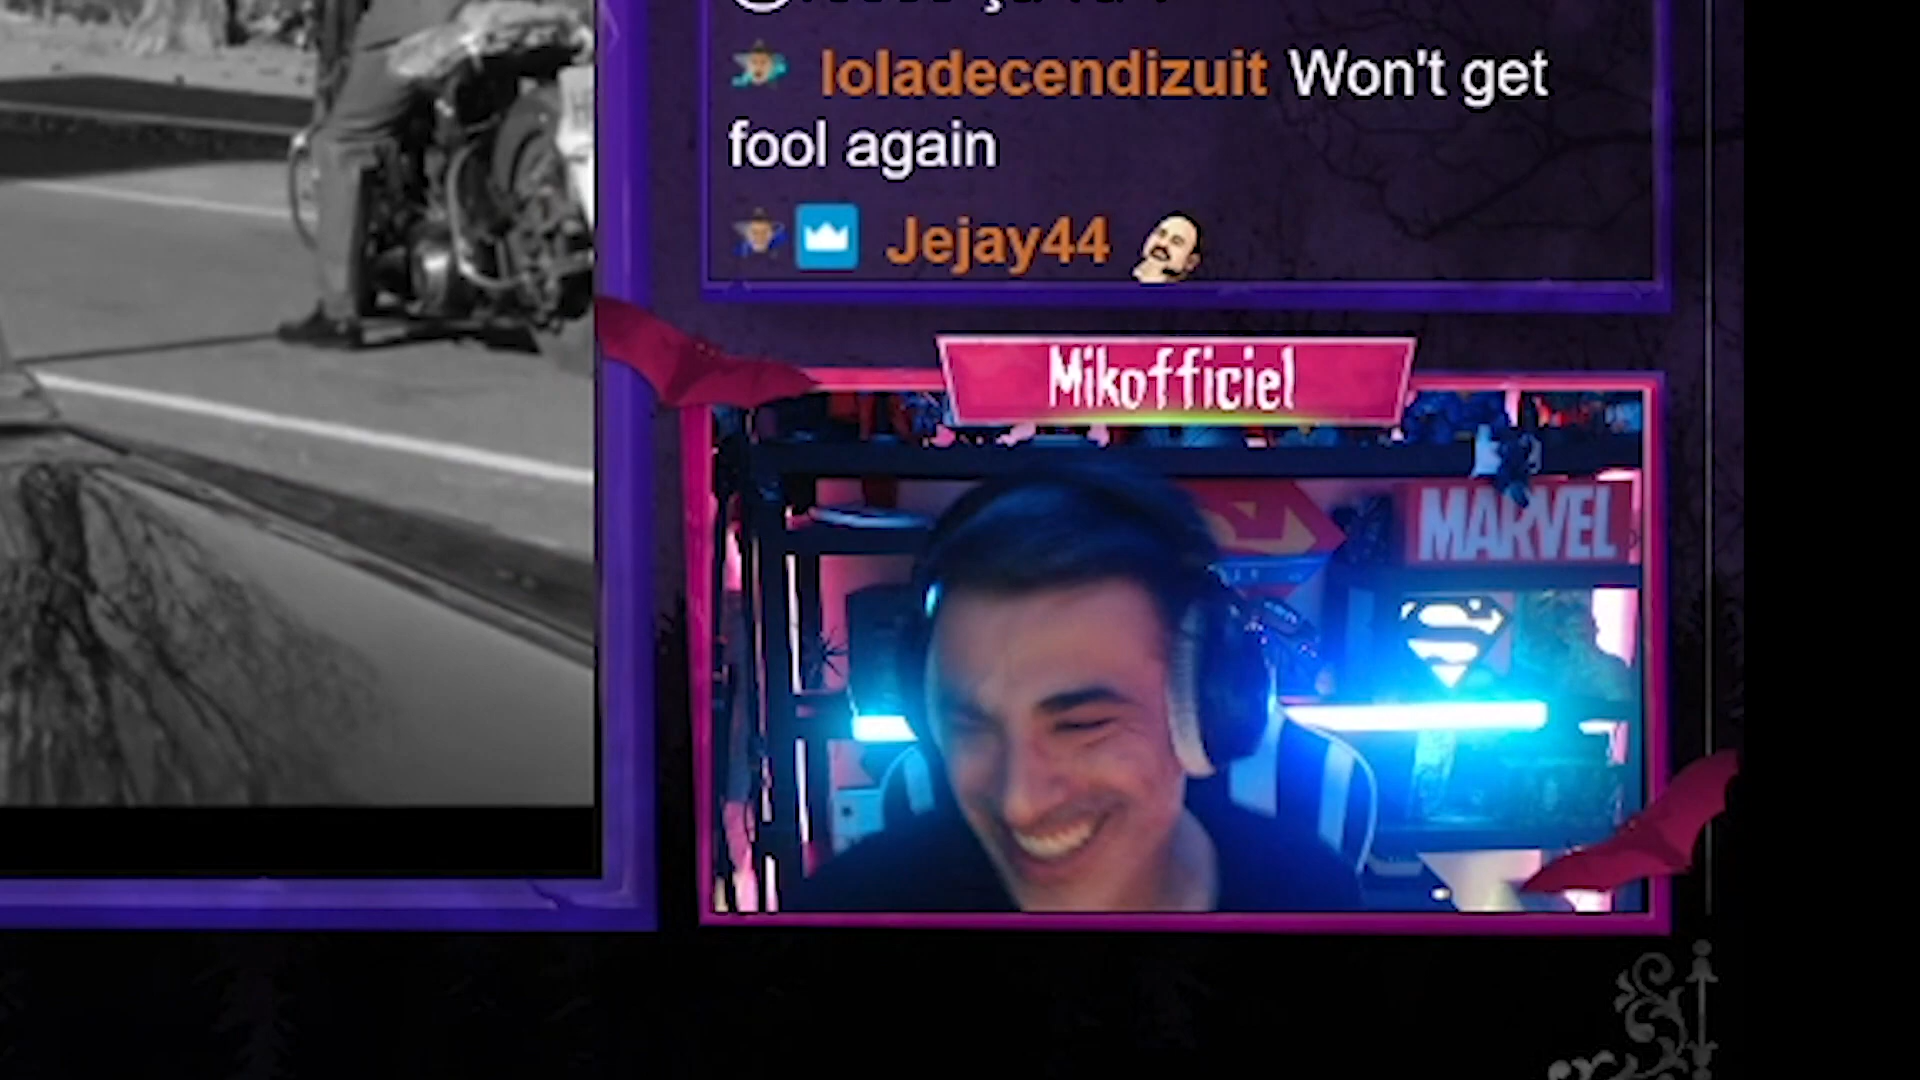 loladecendizuit Won't get
fool again
Jejay44
Mikofficiel
MARVEL